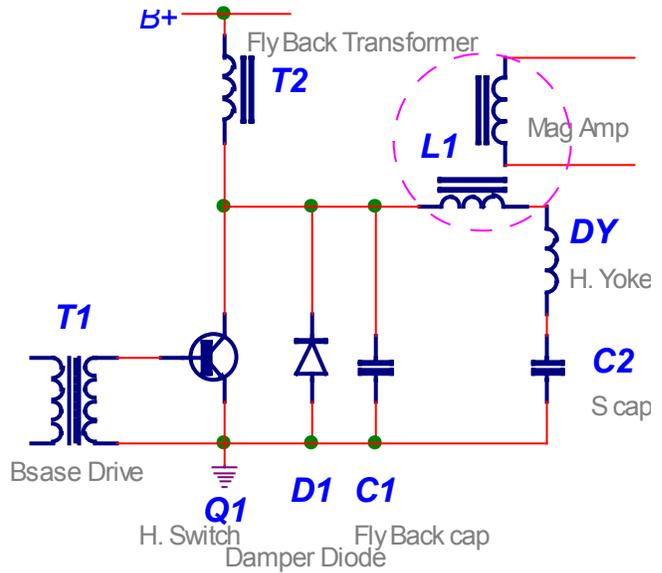 B+
Fly Back Transformer
T2
Mag Amp
L1
DY
H. Yoke
T1
C2
S cap
Bsase Drive
D1
C1
Q1
H. Switch
Fly Back cap
Damper Diode